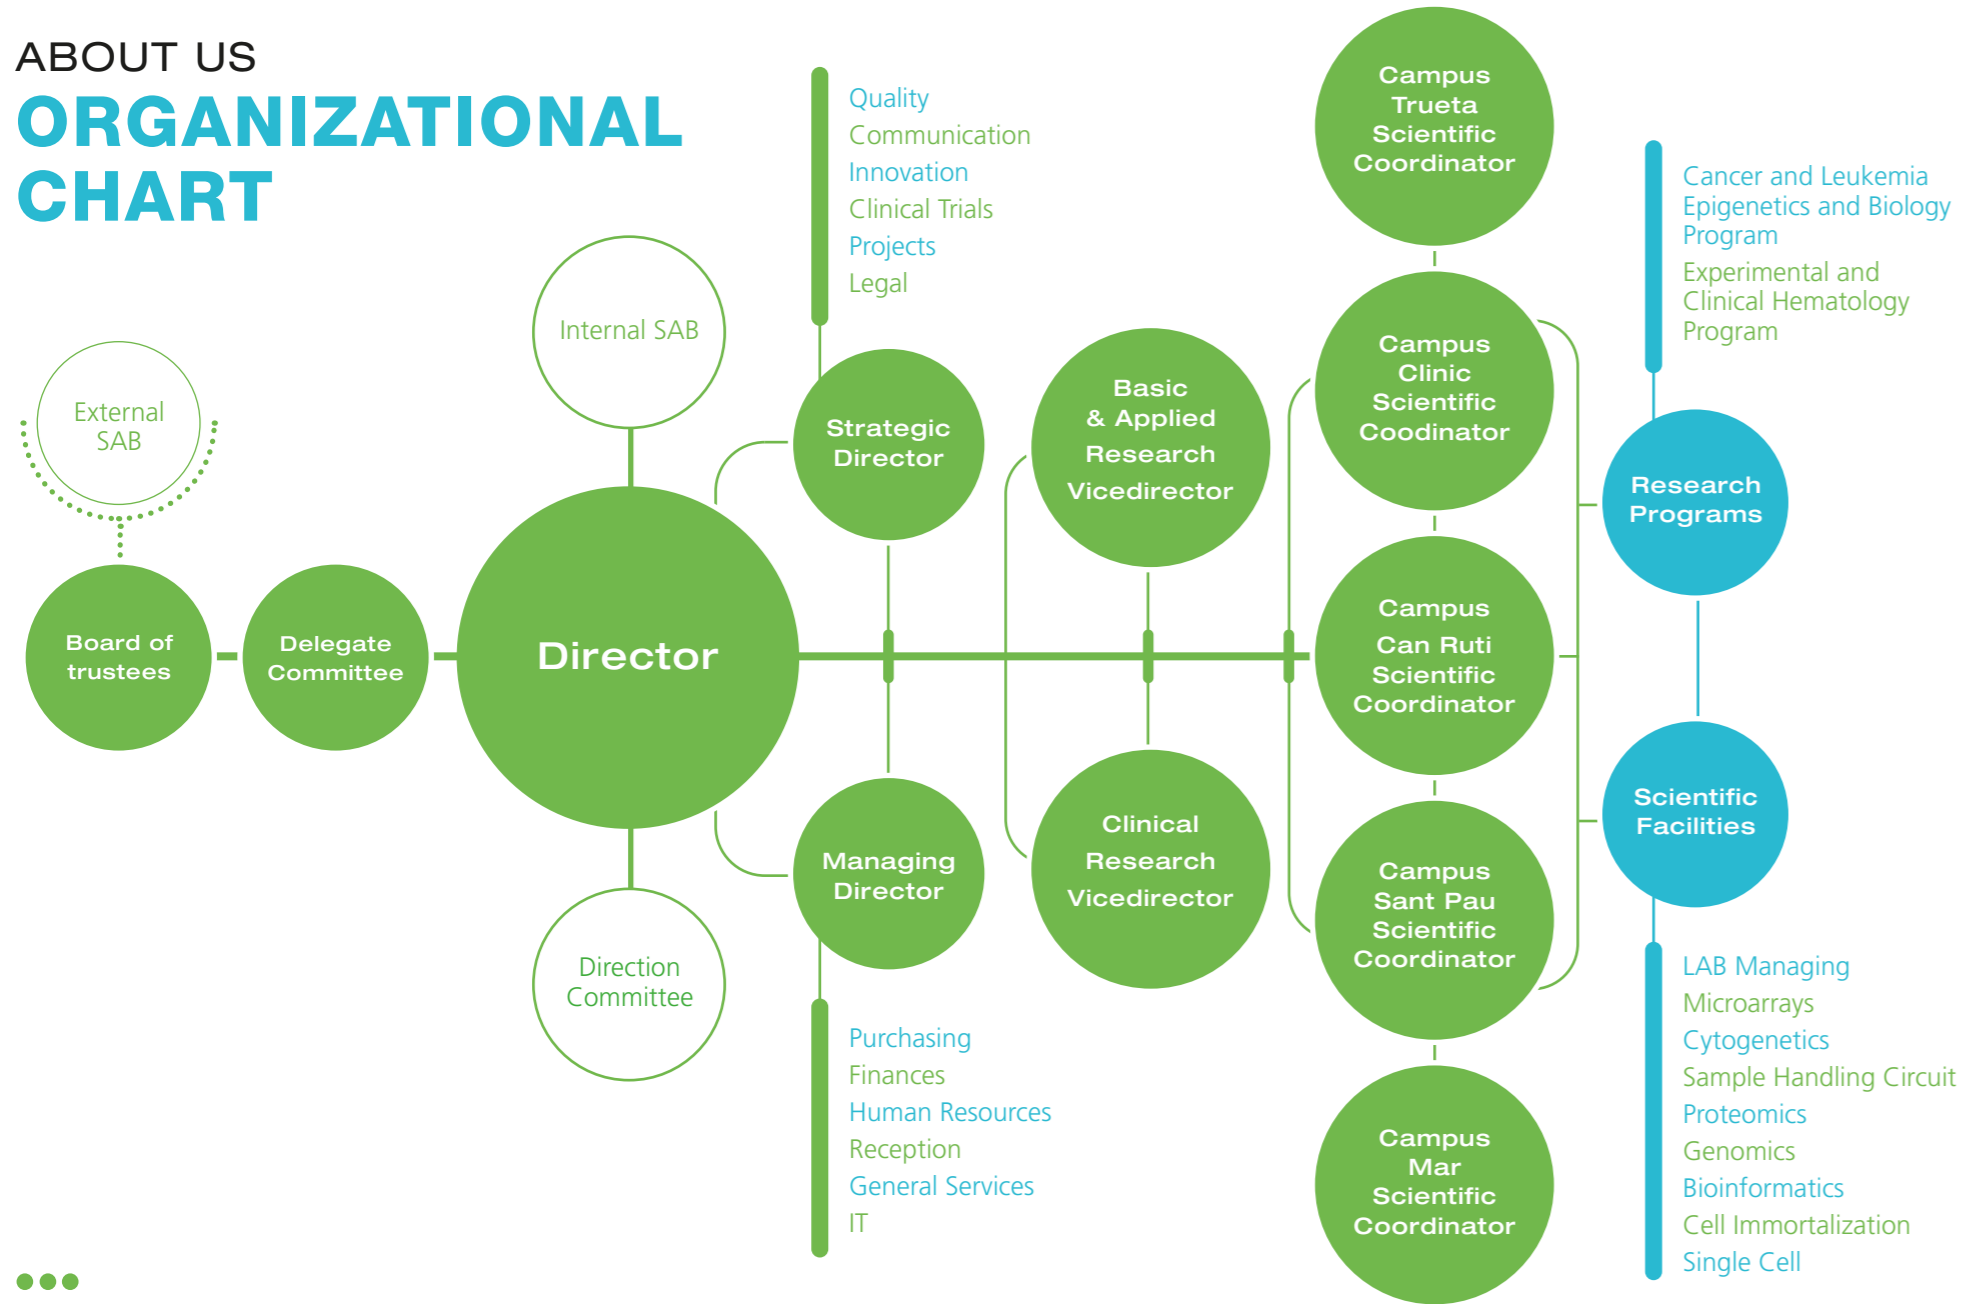 ABOUT US
ORGANIZATIONAL
CHART
External
SAB
Board of
trustees
Delegate
Committee
Internal SAB
Director
Direction
Committee
Quality
Communication
Innovation
Clinical Trials
Projects
Legal
Strategic
Director
Managing
Director
Purchasing
Finances
Human Resources
Reception
General Services
IT
Basic
& Applied
Research
Vicedirector
Clinical
Research
Vicedirector
Campus
Trueta
Scientific
Coordinator
Campus
Clinic
Scientific
Coodinator
Campus
Can Ruti
Scientific
Coordinator
Campus
Sant Pau
Scientific
Coordinator
Campus
Mar
Scientific
Coordinator
Cancer and Leukemia
Epigenetics and Biology
Program
Experimental and
Clinical Hematology
Program
Research
Programs
Scientific
Facilities
LAB Managing
Microarrays
Cytogenetics
Sample Handling Circuit
Proteomics
Genomics
Bioinformatics
Cell Immortalization
Single Cell